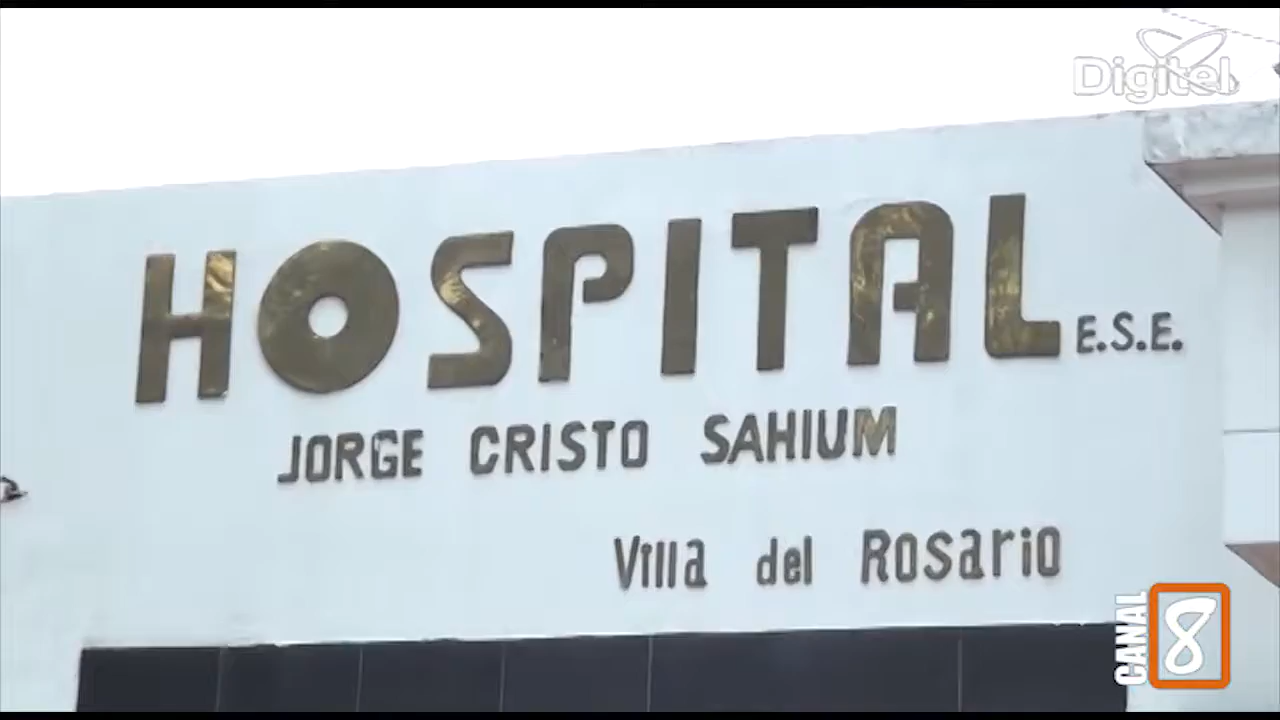 Digitel
HOSPITAL E.S.E.
JORGE CRISTO SAHIUM
Villa del Rosario
CANAL 8